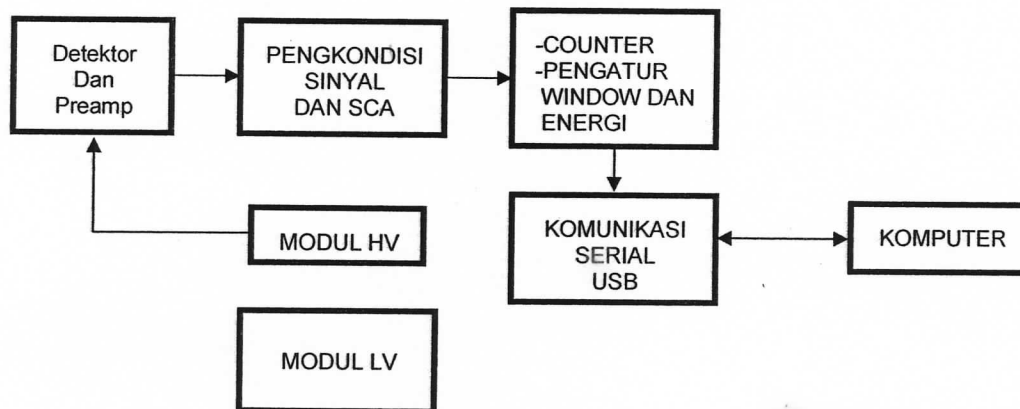 Detektor
Dan
Preamp
PENGKONDISI
SINYAL
DAN SCA
-COUNTER
-PENGATUR
WINDOW DAN
ENERGI
MODUL HV
KOMUNIKASI
SERIAL
USB
KOMPUTER
MODUL LV